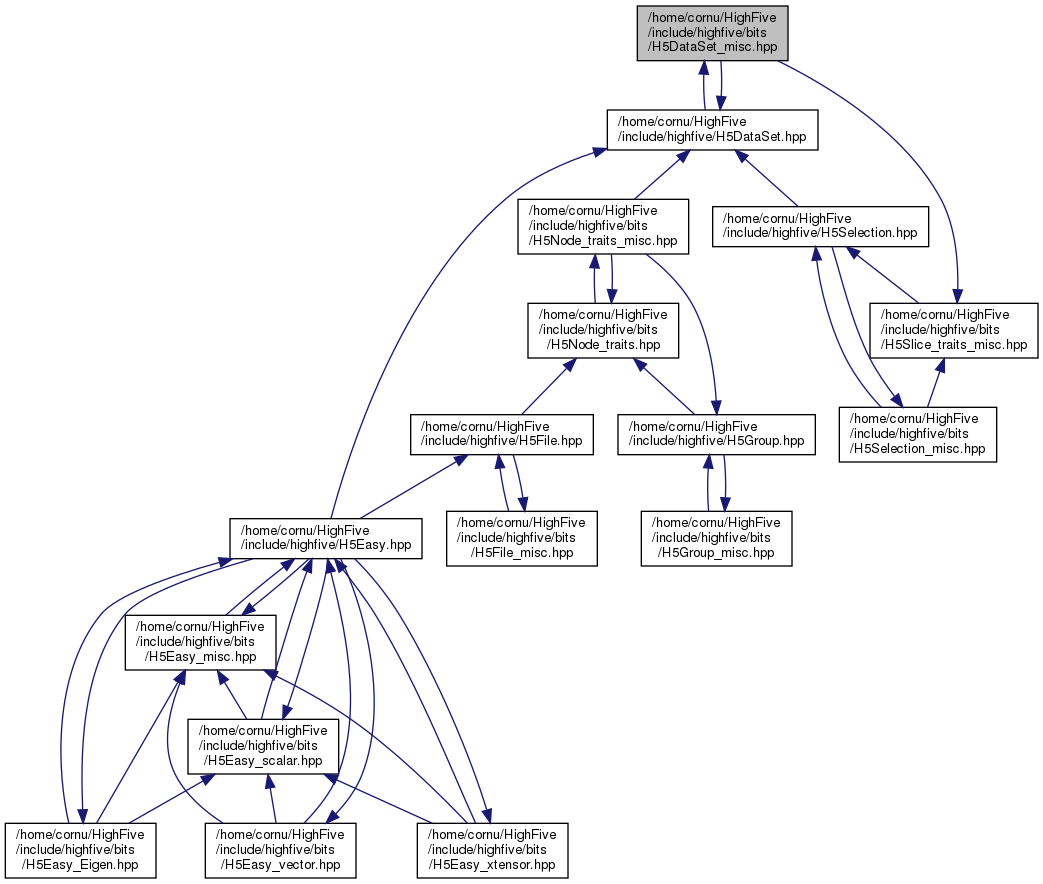 /home/cornu/HighFive
/include/highfive/bits
/H5DataSet_misc.hpp
/home/cornu/HighFive
/include/highfive/H5DataSet.hpp
/home/cornu/HighFive
/include/highfive/bits
/H5Node_traits_misc.hpp
/home/cornu/HighFive
/include/highfive/H5Selection.hpp
/home/cornu/HighFive
/include/highfive/bits
/H5Node_traits.hpp
/home/cornu/HighFive
/include/highfive/bits
/H5Slice_traits_misc.hpp
/home/cornu/HighFive
/include/highfive/H5File.hpp
/home/cornu/HighFive
/include/highfive/H5Group.hpp
/home/cornu/HighFive
/include/highfive/bits
/H5Selection_misc.hpp
/home/cornu/HighFive
/include/highfive/H5Easy.hpp
/home/cornu/HighFive
/include/highfive/bits
/H5File_misc.hpp
/home/cornu/HighFive
/include/highfive/bits
/H5Group_misc.hpp
/home/cornu/HighFive
/include/highfive/bits
/H5Easy_misc.hpp
/home/cornu/HighFive
/include/highfive/bits
/H5Easy_scalar.hpp
/home/cornu/HighFive
/include/highfive/bits
/H5Easy_Eigen.hpp
/home/cornu/HighFive
/include/highfive/bits
/H5Easy_vector.hpp
/home/cornu/HighFive
/include/highfive/bits
/H5Easy_xtensor.hpp